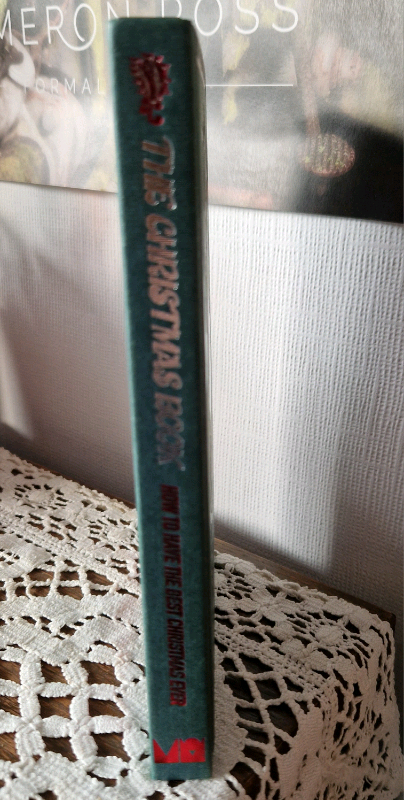 MERON ROSS
FORMAL
THE CHRISTMAS BOOK
HOW TO HAVE THE BEST CHRISTMAS EVER